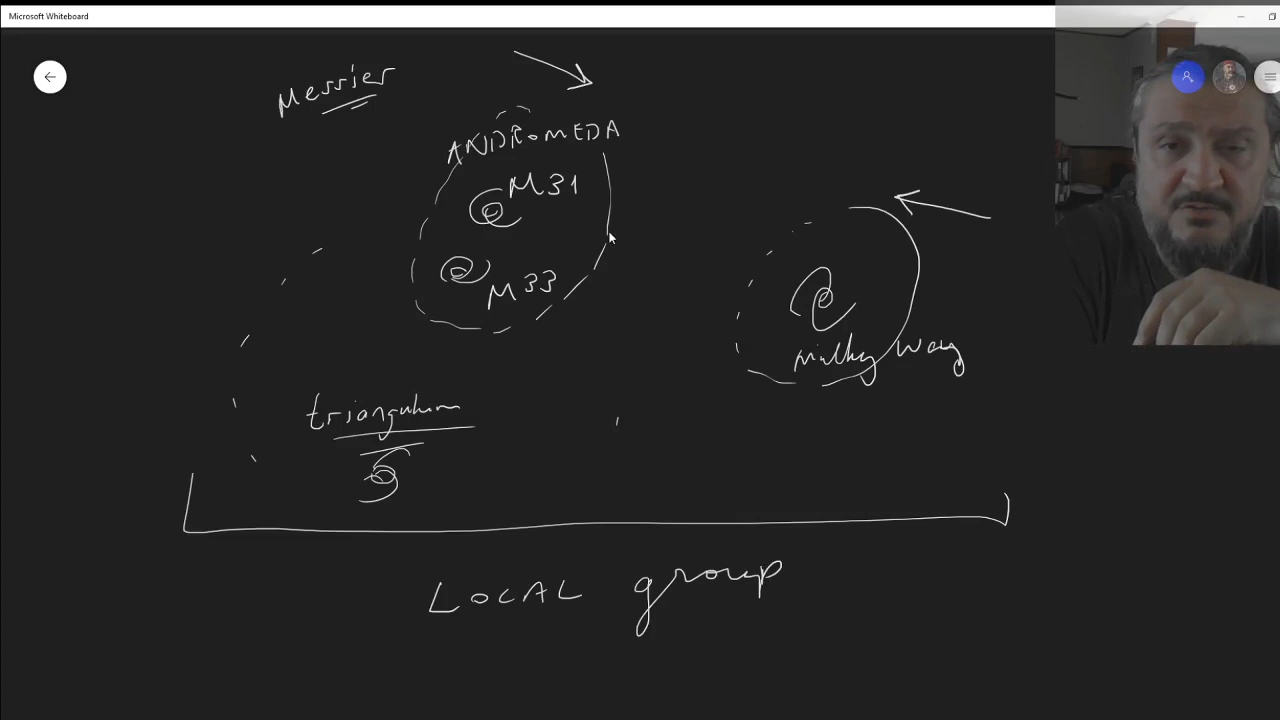 Microsoft Whiteboard
Messier
ANDROMEDA
M31
M33
Milky Way
triangulum
LOCAL group